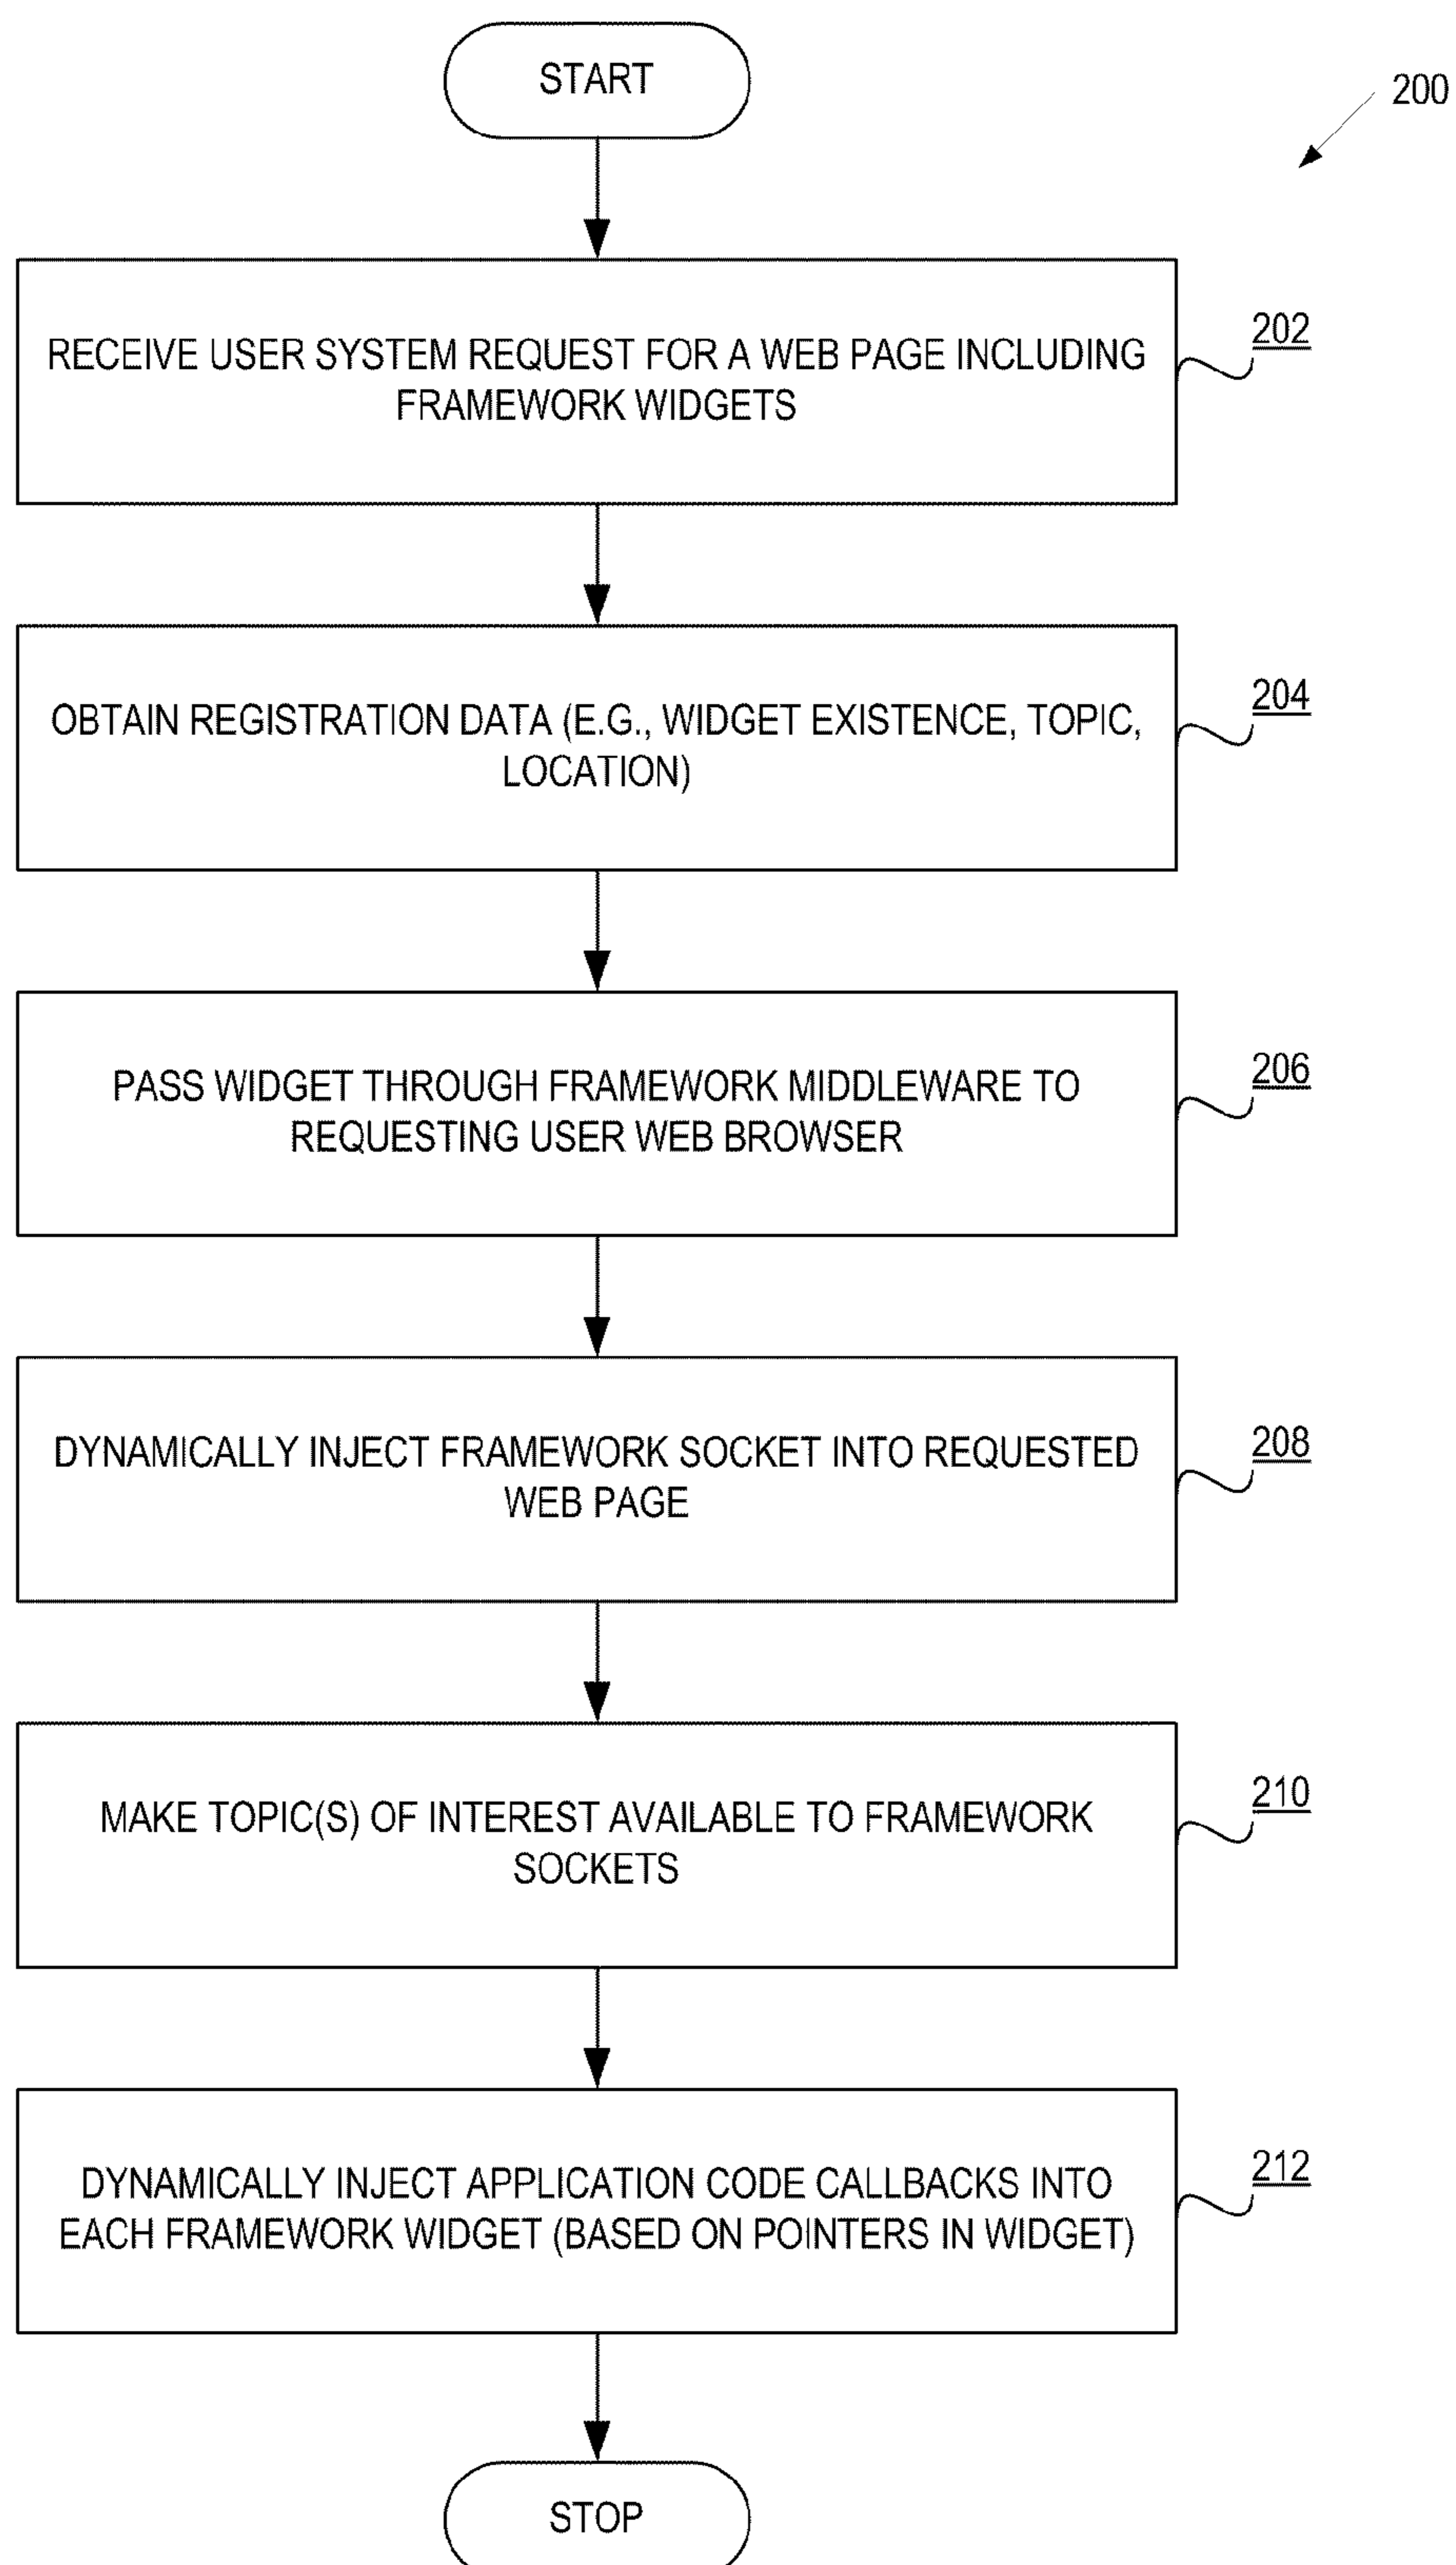 START
200
RECEIVE USER SYSTEM REQUEST FOR A WEB PAGE INCLUDING
FRAMEWORK WIDGETS
202
OBTAIN REGISTRATION DATA (E.G., WIDGET EXISTENCE, TOPIC,
LOCATION)
204
PASS WIDGET THROUGH FRAMEWORK MIDDLEWARE TO
REQUESTING USER WEB BROWSER
206
DYNAMICALLY INJECT FRAMEWORK SOCKET INTO REQUESTED
WEB PAGE
208
MAKE TOPIC(S) OF INTEREST AVAILABLE TO FRAMEWORK
SOCKETS
210
DYNAMICALLY INJECT APPLICATION CODE CALLBACKS INTO
EACH FRAMEWORK WIDGET (BASED ON POINTERS IN WIDGET)
212
STOP